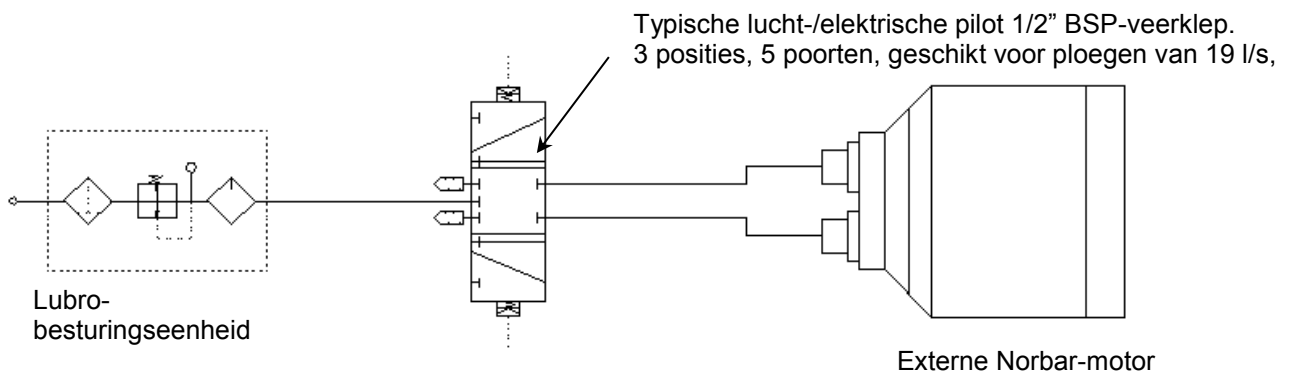 Typische lucht-/elektrische pilot 1/2” BSP-veerklep.
3 posities, 5 poorten, geschikt voor ploegen van 19 l/s,
Lubro-
besturingseenheid
Externe Norbar-motor